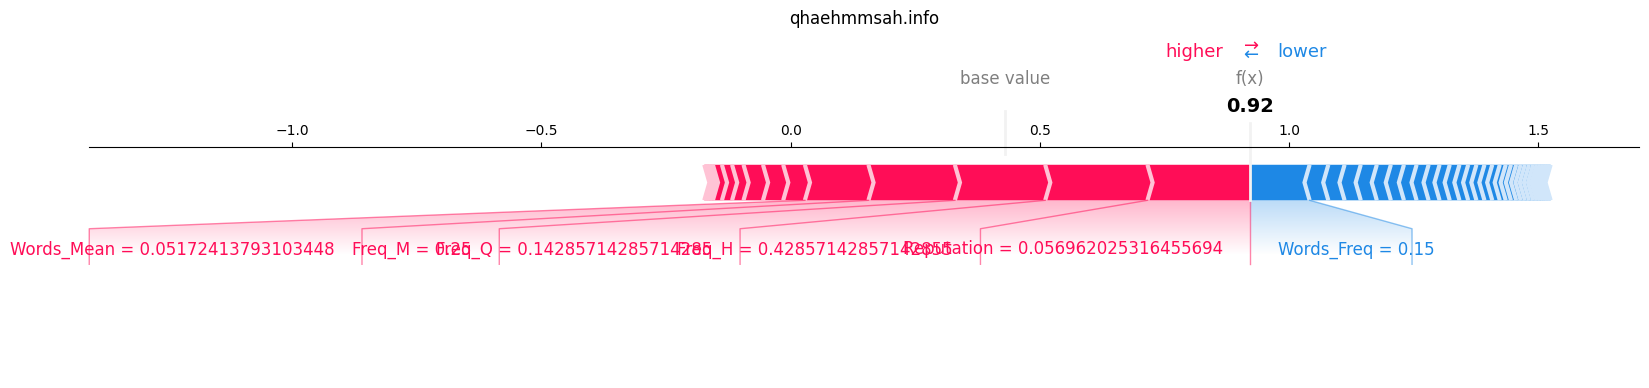 qhaehmmsah.info
higher ⇄ lower
base value f(x)
0.92
−1.0 −0.5 0.0 0.5 1.0 1.5
Words_Mean = 0.05172413793103448 Freq_M = 0.25 Freq_Q = 0.14285714285714285 Freq_H = 0.42857142857142855 Reputation = 0.056962025316455694 Words_Freq = 0.15